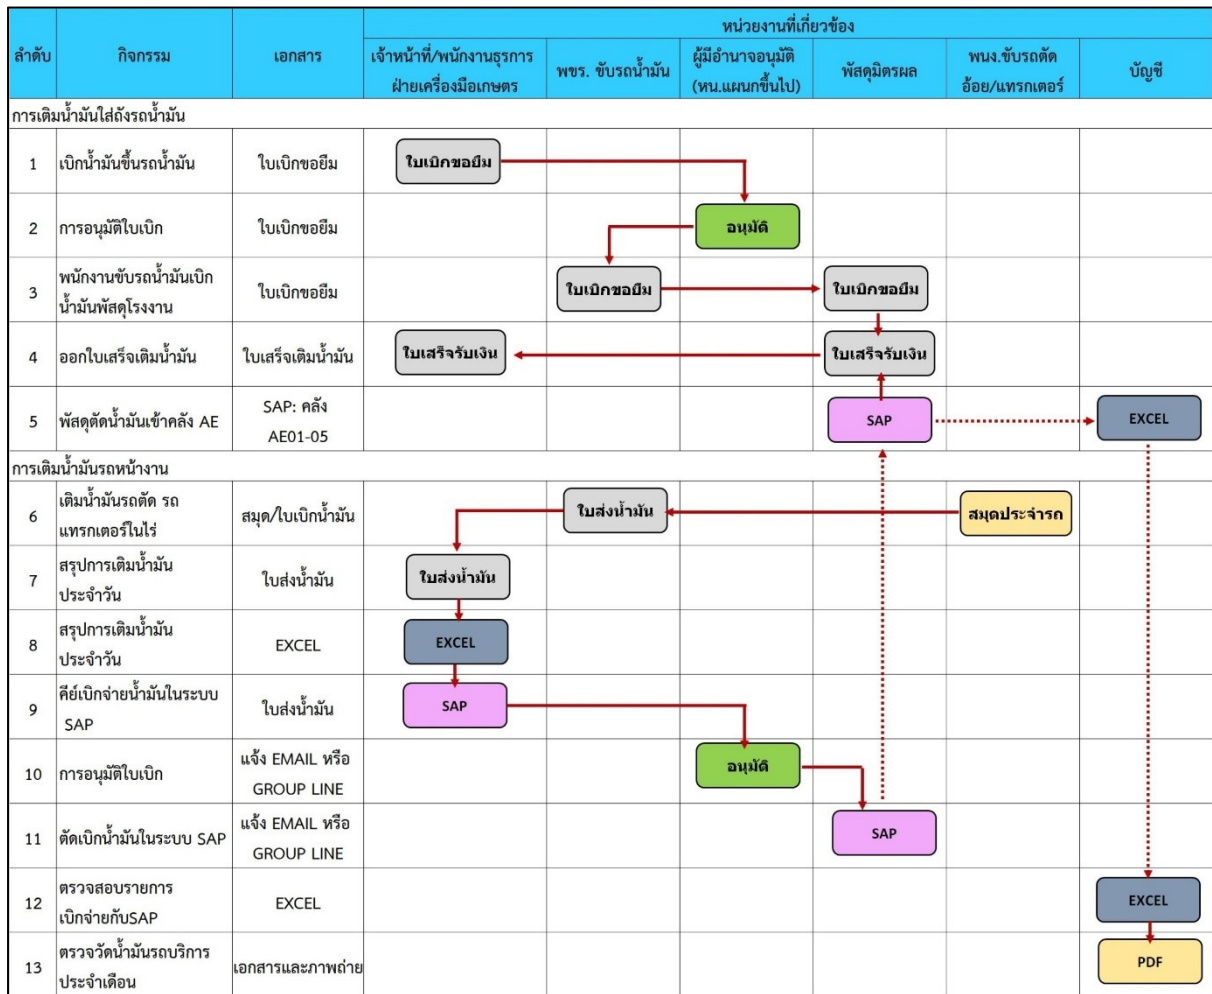 หน่วยงานที่เกี่ยวข้อง
ลำดับ กิจกรรม เอกสาร เจ้าหน้าที่/พนักงานธุรการ พขร. ขับรถน้ำมัน ผู้มีอำนาจอนุมัติ พัสดุมิตรผล พนง.ขับรถตัด บัญชี
ฝ่ายเครื่องมือเกษตร (หน.แผนกขึ้นไป) อ้อย/แทรกเตอร์
การเติมน้ำมันใส่ถังรถน้ำมัน
1 เบิกน้ำมันขึ้นรถน้ำมัน ใบเบิกขอยืม ใบเบิกขอยืม
2 การอนุมัติใบเบิก ใบเบิกขอยืม อนุมัติ
3 พนักงานขับรถน้ำมันเบิก ใบเบิกขอยืม ใบเบิกขอยืม ใบเบิกขอยืม
น้ำมันพัสดุโรงงาน
4 ออกใบเสร็จเติมน้ำมัน ใบเสร็จเติมน้ำมัน ใบเสร็จรับเงิน ใบเสร็จรับเงิน
5 พัสดุตัดน้ำมันเข้าคลัง AE SAP: คลัง SAP EXCEL
AE01-05
การเติมน้ำมันรถหน้างาน
6 เติมน้ำมันรถตัด รถ สมุด/ใบเบิกน้ำมัน ใบส่งน้ำมัน สมุดประจำรถ
แทรกเตอร์ในไร่
7 สรุปการเติมน้ำมัน ใบส่งน้ำมัน ใบส่งน้ำมัน
ประจำวัน
8 สรุปการเติมน้ำมัน EXCEL EXCEL
ประจำวัน
9 คีย์เบิกจ่ายน้ำมันในระบบ ใบส่งน้ำมัน SAP
SAP
10 การอนุมัติใบเบิก แจ้ง EMAIL หรือ อนุมัติ
GROUP LINE
11 ตัดเบิกน้ำมันในระบบ SAP แจ้ง EMAIL หรือ SAP
GROUP LINE
12 ตรวจสอบรายการ EXCEL EXCEL
เบิกจ่ายกับSAP
13 ตรวจวัดน้ำมันรถบริการ เอกสารและภาพถ่าย PDF
ประจำเดือน